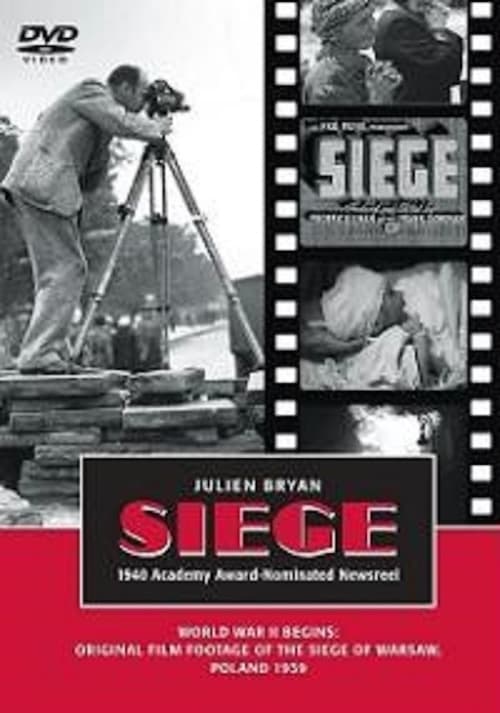 DVD
VIDEO
SIEGE
JULIEN BRYAN
SIEGE
1940 Academy Award-Nominated Newsreel
WORLD WAR II BEGINS:
ORIGINAL FILM FOOTAGE OF THE SIEGE OF WARSAW,
POLAND 1939